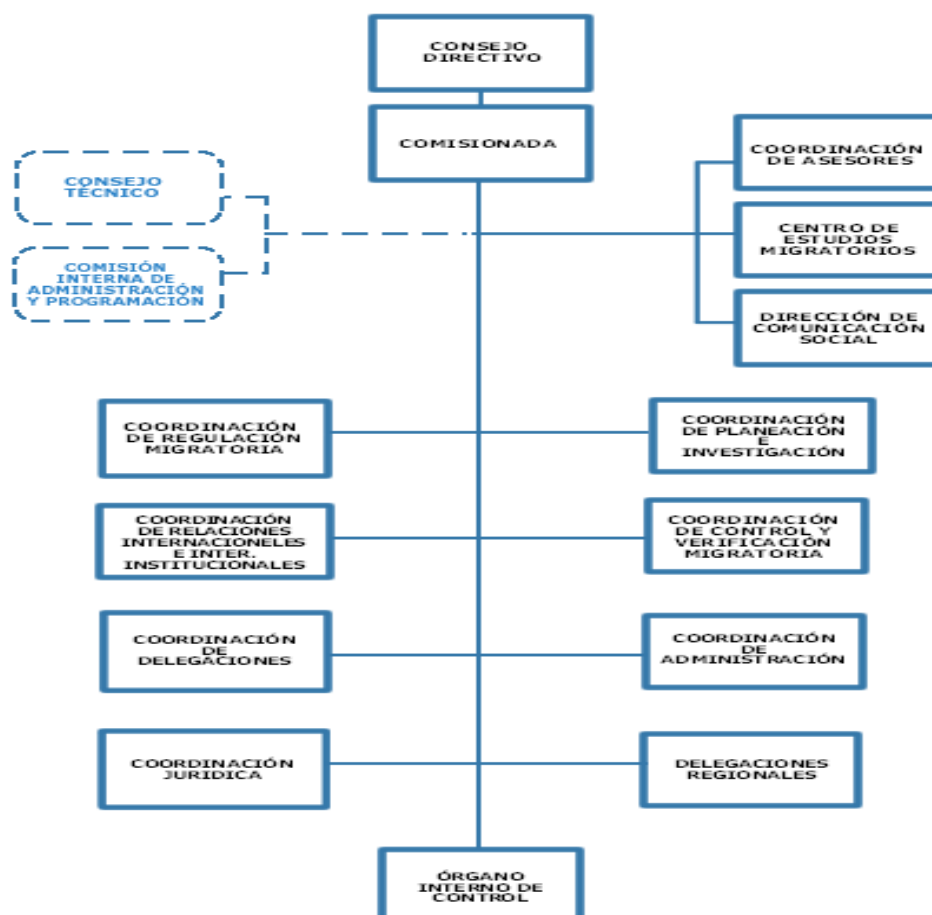 CONSEJO
DIRECTIVO
COMISIONADA
COORDINACIÓN
DE ASESORES
CONSEJO
TÉCNICO
CENTRO DE
ESTUDIOS
MIGRATORIOS
COMISIÓN
INTERNA DE
ADMINISTRACIÓN
Y PROGRAMACIÓN
DIRECCIÓN DE
COMUNICACIÓN
SOCIAL
COORDINACIÓN
DE REGULACIÓN
MIGRATORIA
COORDINACIÓN
DE PLANEACIÓN
E
INVESTIGACIÓN
COORDINACIÓN
DE RELACIONES
INTERNACIONELES
E INTER.
INSTITUCIONALES
COORDINACIÓN
DE CONTROL Y
VERIFICACIÓN
MIGRATORIA
COORDINACIÓN
DE
DELEGACIONES
COORDINACIÓN
DE
ADMINISTRACIÓN
COORDINACIÓN
JURIDICA
DELEGACIONES
REGIONALES
ÓRGANO
INTERNO DE
CONTROL